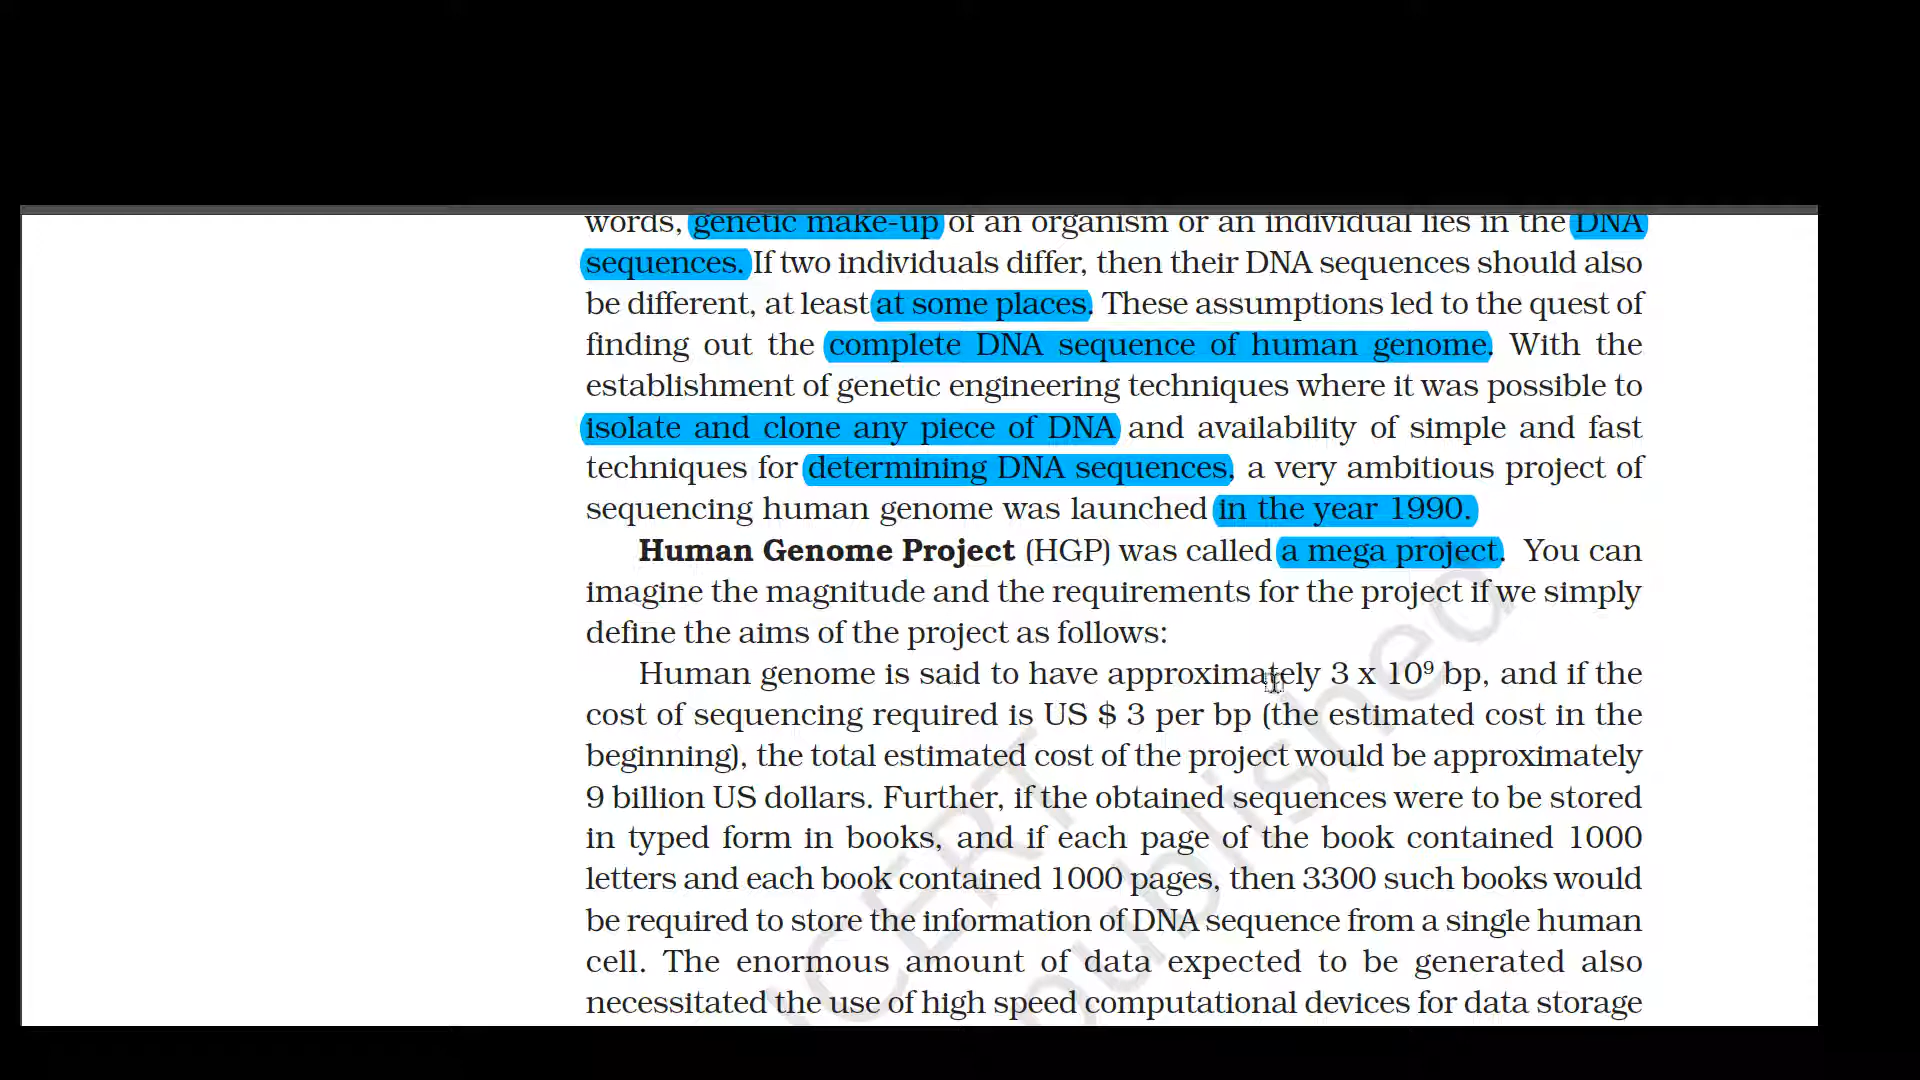 words, genetic make-up of an organism or an individual lies in the DNA
sequences. If two individuals differ, then their DNA sequences should also
be different, at least at some places. These assumptions led to the quest of
finding out the complete DNA sequence of human genome. With the
establishment of genetic engineering techniques where it was possible to
isolate and clone any piece of DNA and availability of simple and fast
techniques for determining DNA sequences, a very ambitious project of
sequencing human genome was launched in the year 1990.
Human Genome Project (HGP) was called a mega project. You can
imagine the magnitude and the requirements for the project if we simply
define the aims of the project as follows:
Human genome is said to have approximately 3 x 10⁹ bp, and if the
cost of sequencing required is US $ 3 per bp (the estimated cost in the
beginning), the total estimated cost of the project would be approximately
9 billion US dollars. Further, if the obtained sequences were to be stored
in typed form in books, and if each page of the book contained 1000
letters and each book contained 1000 pages, then 3300 such books would
be required to store the information of DNA sequence from a single human
cell. The enormous amount of data expected to be generated also
necessitated the use of high speed computational devices for data storage
NCERT
published